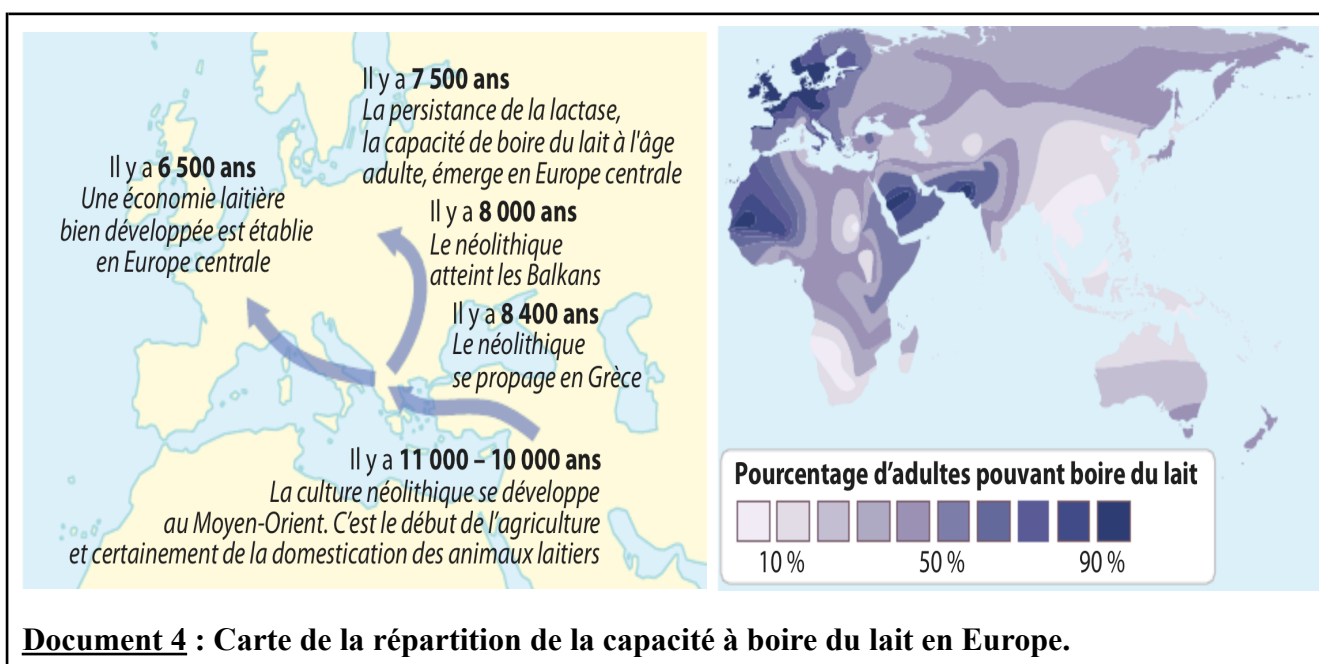 Il y a 7 500 ans
La persistance de la lactase,
la capacité de boire du lait à l'âge
adulte, émerge en Europe centrale
Il y a 6 500 ans
Une économie laitière
bien développée est établie
en Europe centrale
Il y a 8 000 ans
Le néolithique
atteint les Balkans
Il y a 8 400 ans
Le néolithique
se propage en Grèce
Il y a 11 000 – 10 000 ans
La culture néolithique se développe
au Moyen-Orient. C'est le début de l'agriculture
et certainement de la domestication des animaux laitiers
Pourcentage d'adultes pouvant boire du lait
10 % 50 % 90 %
Document 4 : Carte de la répartition de la capacité à boire du lait en Europe.